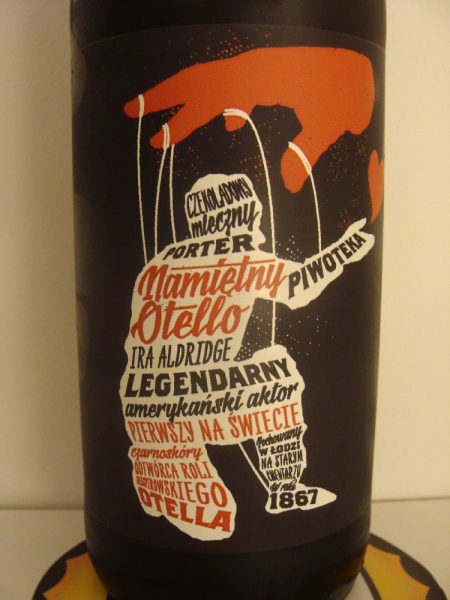 CZEKOLADOWY
mleczny
PORTER
PIWOTEKA
Namiętny
Otello
IRA ALDRIDGE
LEGENDARNY
amerykański aktor
PIERWSZY NA ŚWIECIE
czarnoskóry
ODTWÓRCA ROLI
SZEKSPIROWSKIEGO
OTELLA
Pochowany
W ŁODZI
NA STARYM
CMENTARZU
W
1867